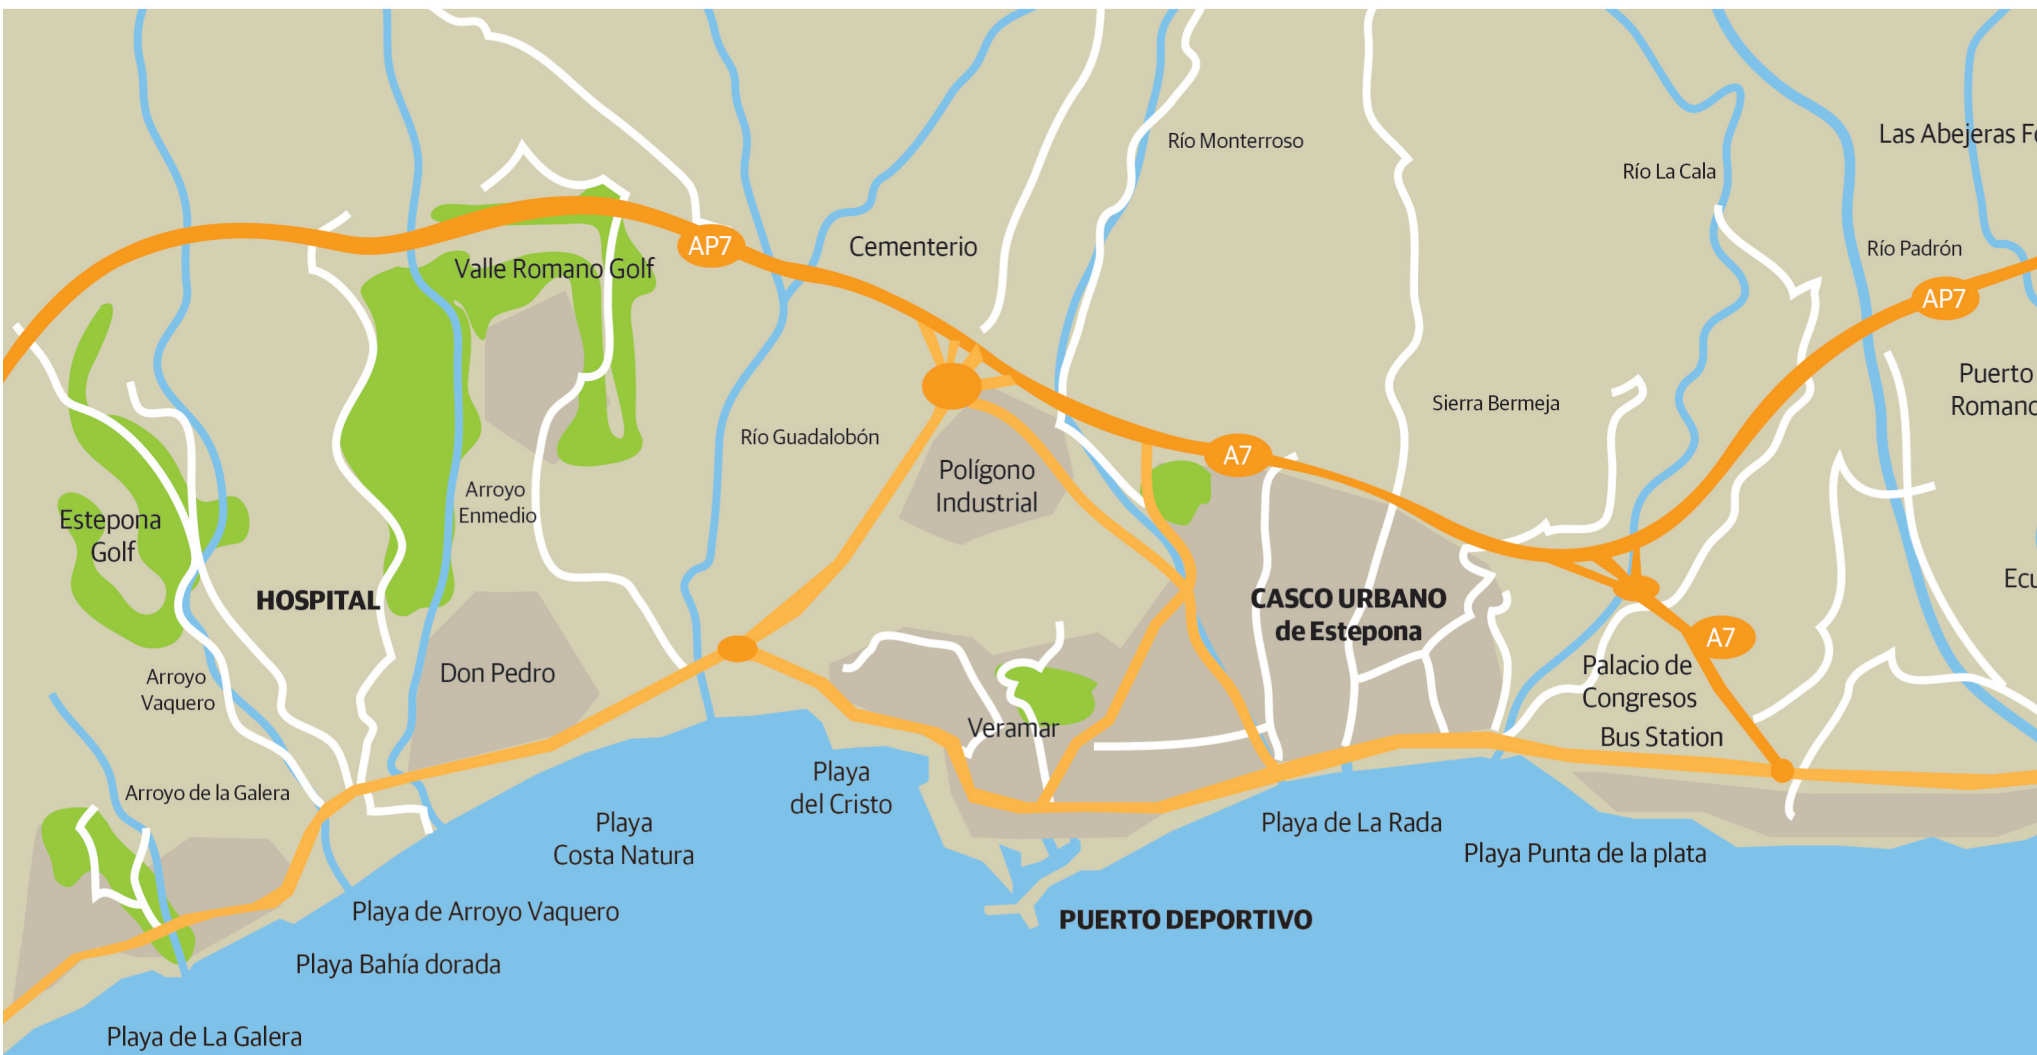 Río Monterroso
Las Abejeras
Río La Cala
AP7
Cementerio
Río Padrón
Valle Romano Golf
AP7
Puerto
Romano
Sierra Bermeja
Río Guadalobón
A7
Polígono
Industrial
Arroyo
Enmedio
Estepona
Golf
HOSPITAL
CASCO URBANO
de Estepona
A7
Don Pedro
Palacio de
Congresos
Arroyo
Vaquero
Veramar
Bus Station
Playa
del Cristo
Arroyo de la Galera
Playa
Costa Natura
Playa de La Rada
Playa Punta de la plata
Playa de Arroyo Vaquero
PUERTO DEPORTIVO
Playa Bahía dorada
Playa de La Galera